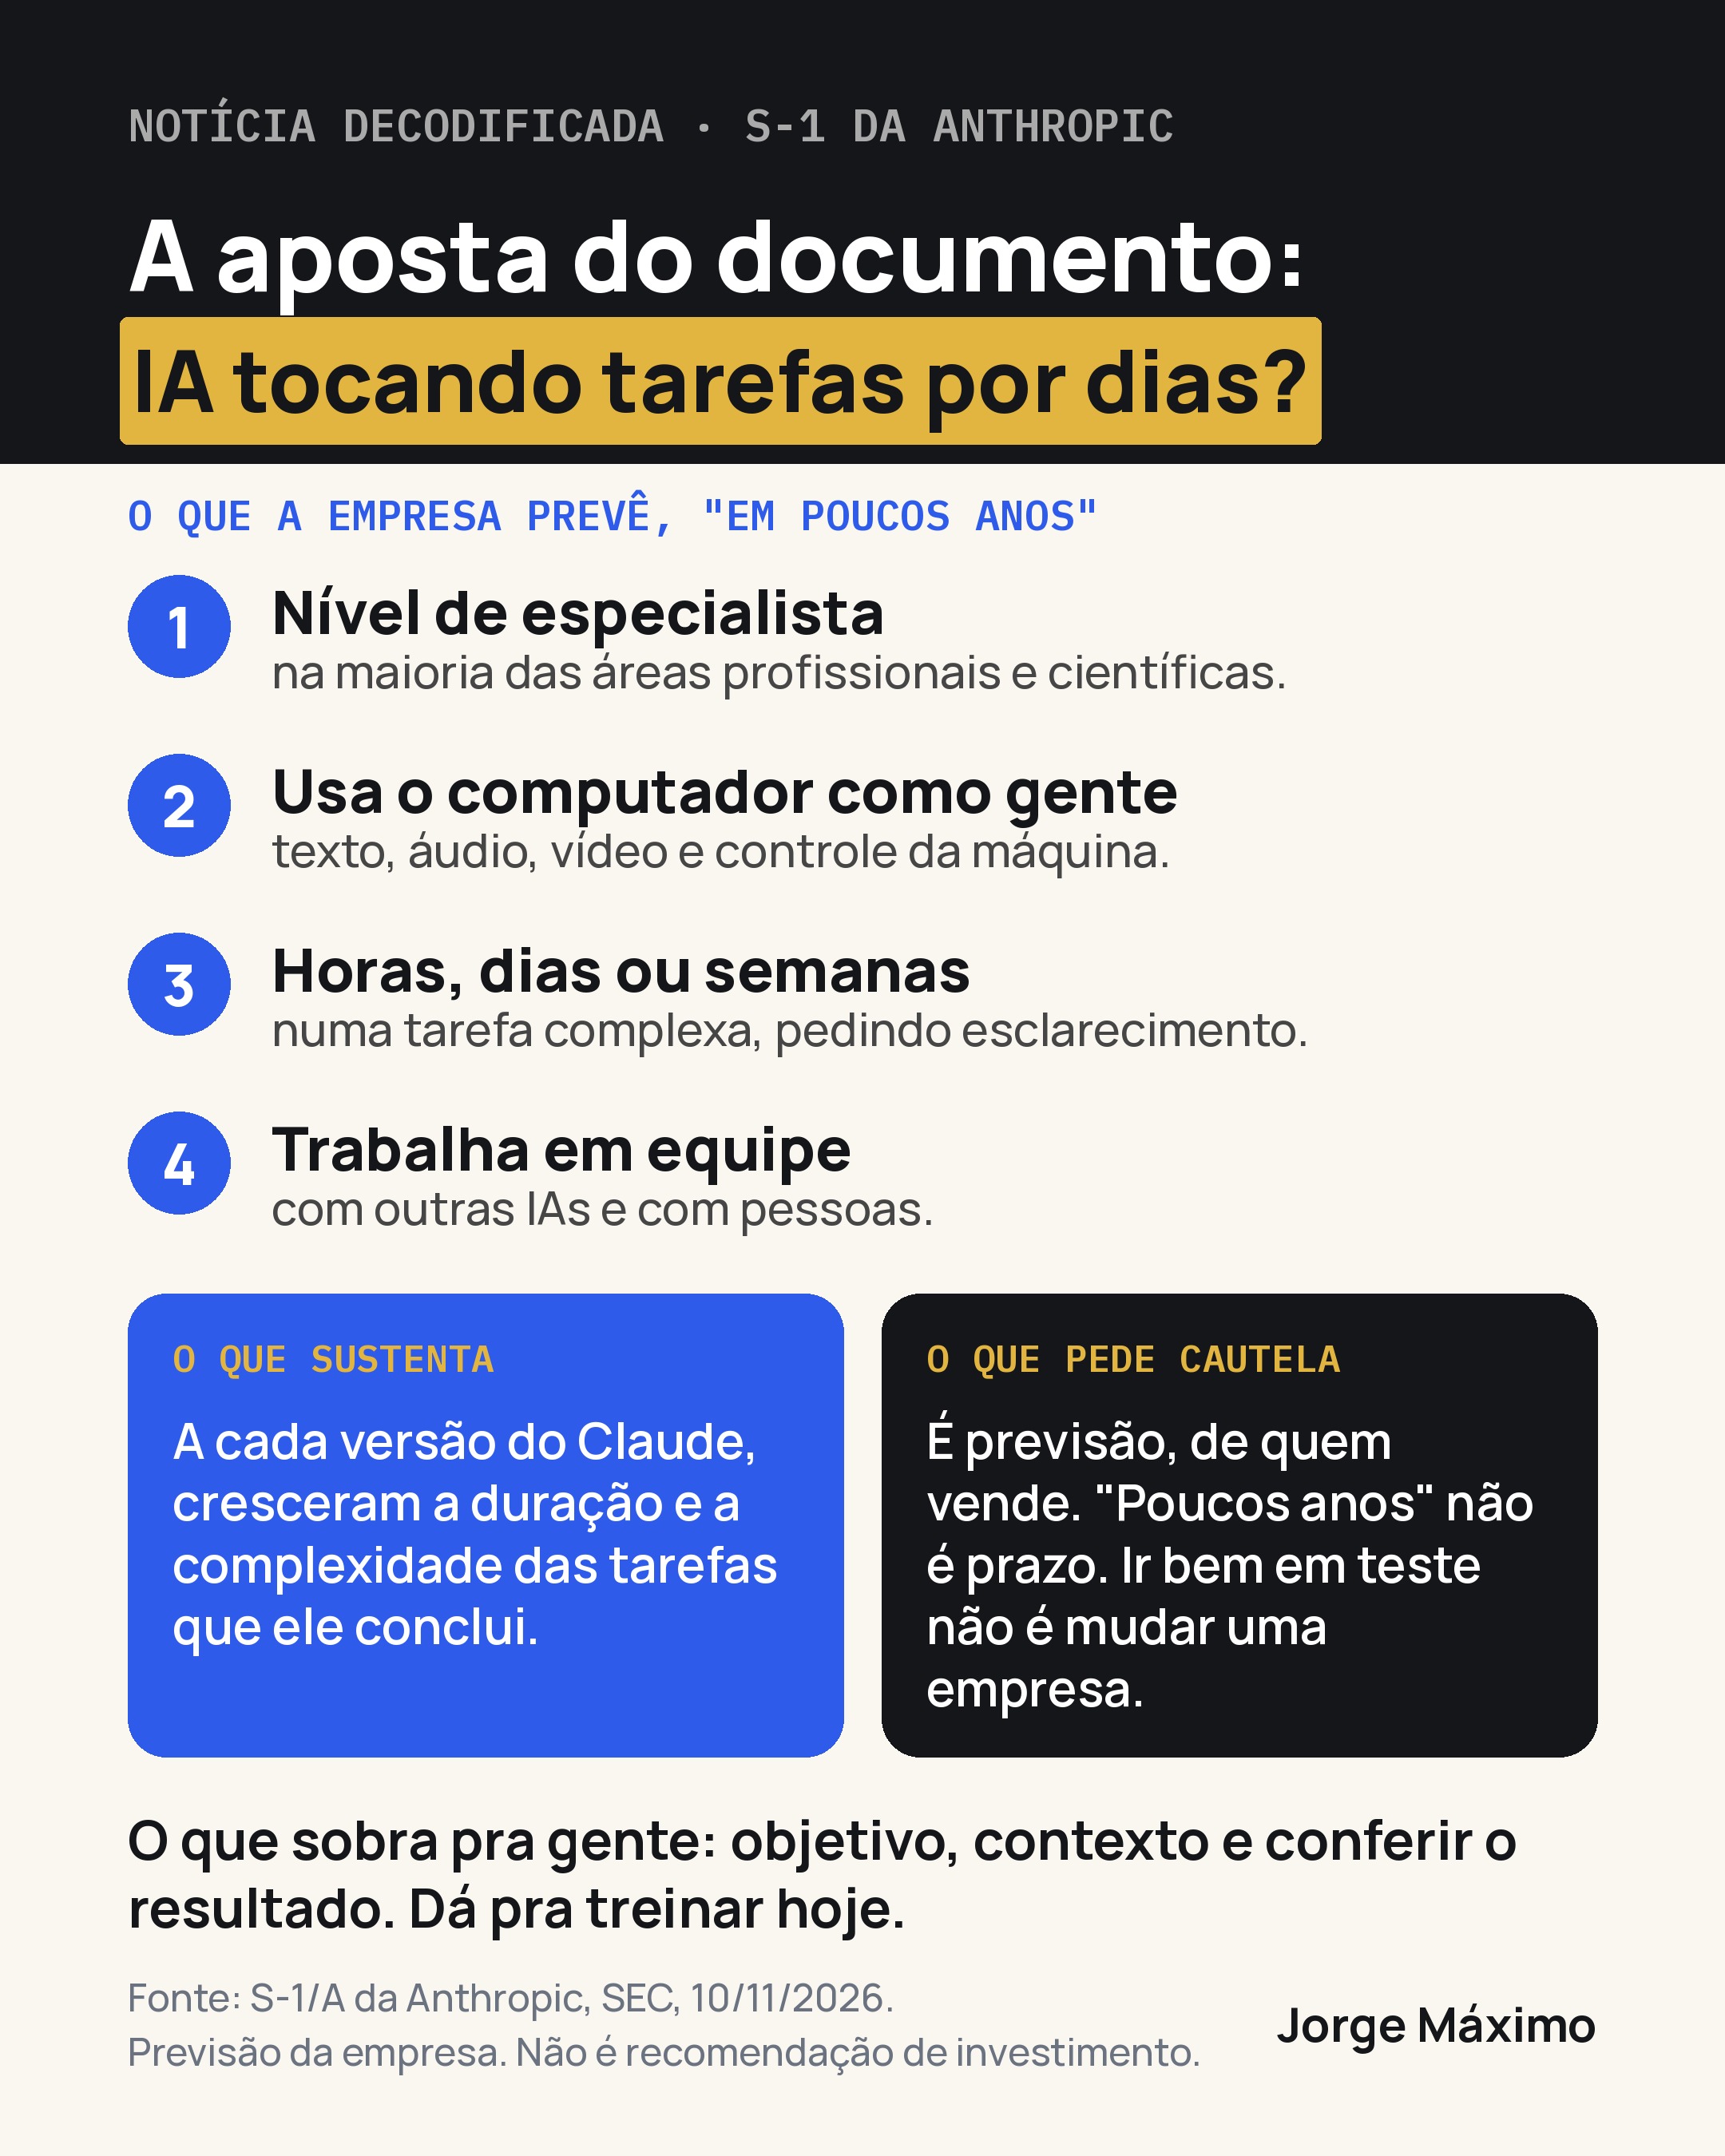 NOTÍCIA DECODIFICADA · S-1 DA ANTHROPIC
A aposta do documento:
IA tocando tarefas por dias?
O QUE A EMPRESA PREVÊ, "EM POUCOS ANOS"
1
Nível de especialista
na maioria das áreas profissionais e científicas.
2
Usa o computador como gente
texto, áudio, vídeo e controle da máquina.
3
Horas, dias ou semanas
numa tarefa complexa, pedindo esclarecimento.
4
Trabalha em equipe
com outras IAs e com pessoas.
O QUE SUSTENTA
A cada versão do Claude,
cresceram a duração e a
complexidade das tarefas
que ele conclui.
O QUE PEDE CAUTELA
É previsão, de quem
vende. "Poucos anos" não
é prazo. Ir bem em teste
não é mudar uma
empresa.
O que sobra pra gente: objetivo, contexto e conferir o
resultado. Dá pra treinar hoje.
Fonte: S-1/A da Anthropic, SEC, 10/11/2026.
Previsão da empresa. Não é recomendação de investimento.
Jorge Máximo